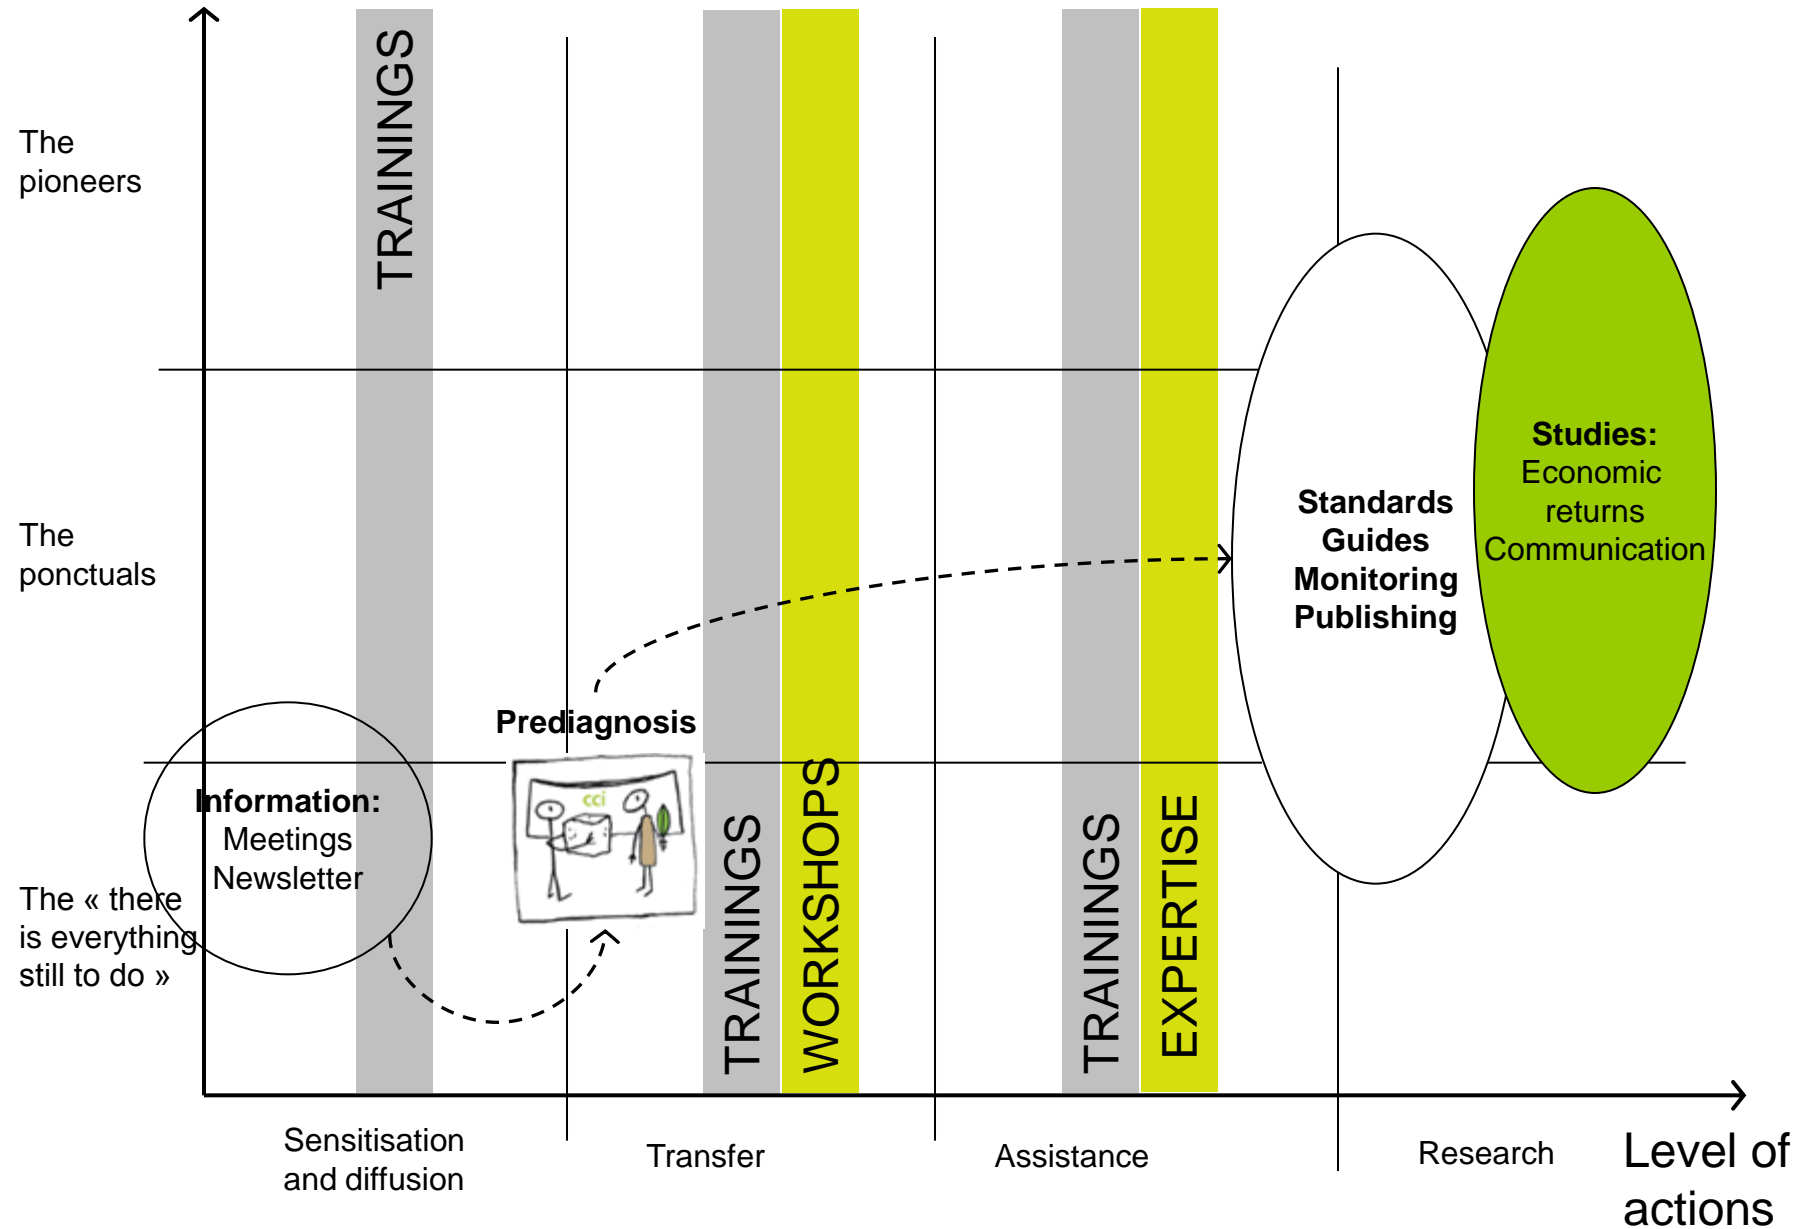 TRAININGS
The
pioneers
The
ponctuals
Studies:
Economic
returns
Communication
Standards
Guides
Monitoring
Publishing
Prediagnosis
cci
Information:
Meetings
Newsletter
The « there
is everything
still to do »
TRAININGS
WORKSHOPS
TRAININGS
EXPERTISE
Sensitisation
and diffusion
Transfer
Assistance
Research
Level of
actions